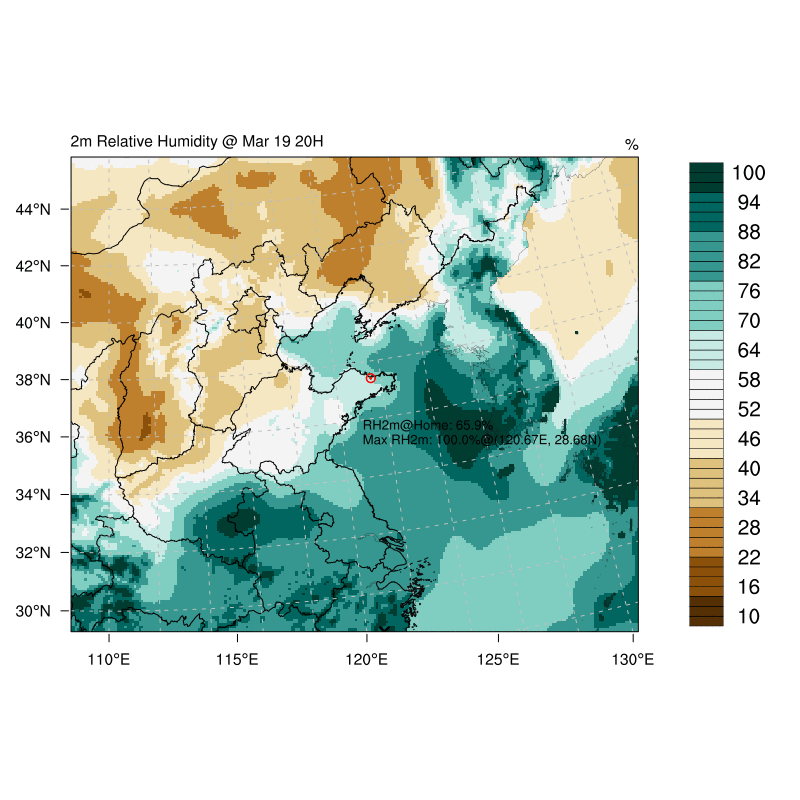 2m Relative Humidity @ Mar 19 20H
%
100
94
88
82
76
70
64
58
52
46
40
34
28
22
16
10
44°N
42°N
40°N
38°N
36°N
34°N
32°N
30°N
RH2m@Home: 65.9%
Max RH2m: 100.0%@(120.67E, 28.68N)
110°E
115°E
120°E
125°E
130°E